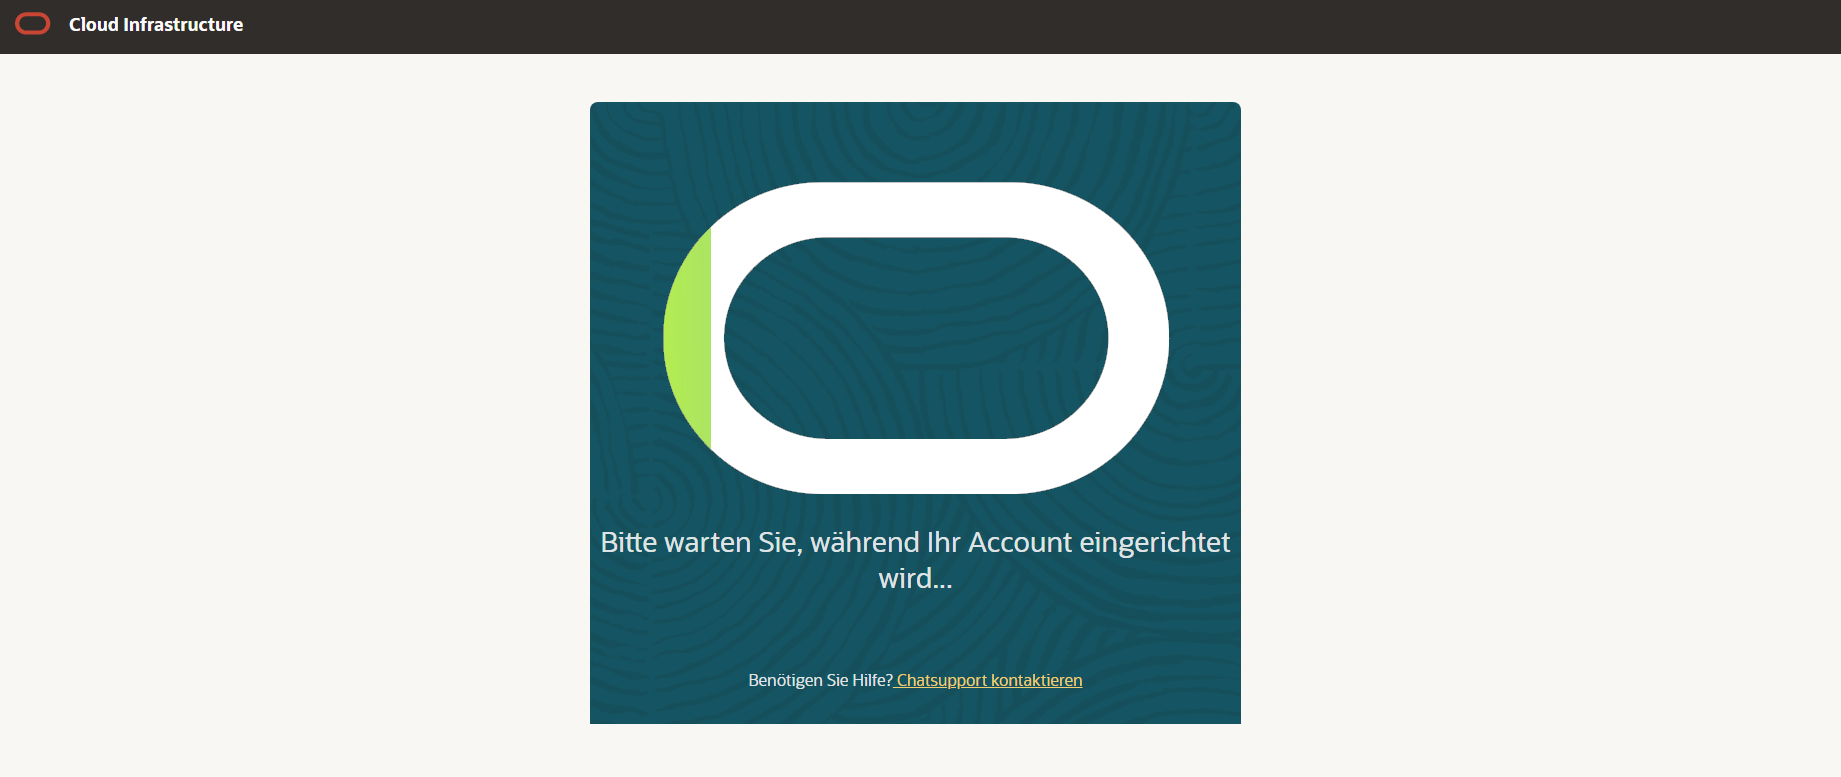 Cloud Infrastructure
Bitte warten Sie, während Ihr Account eingerichtet
wird...
Benötigen Sie Hilfe? Chatsupport kontaktieren